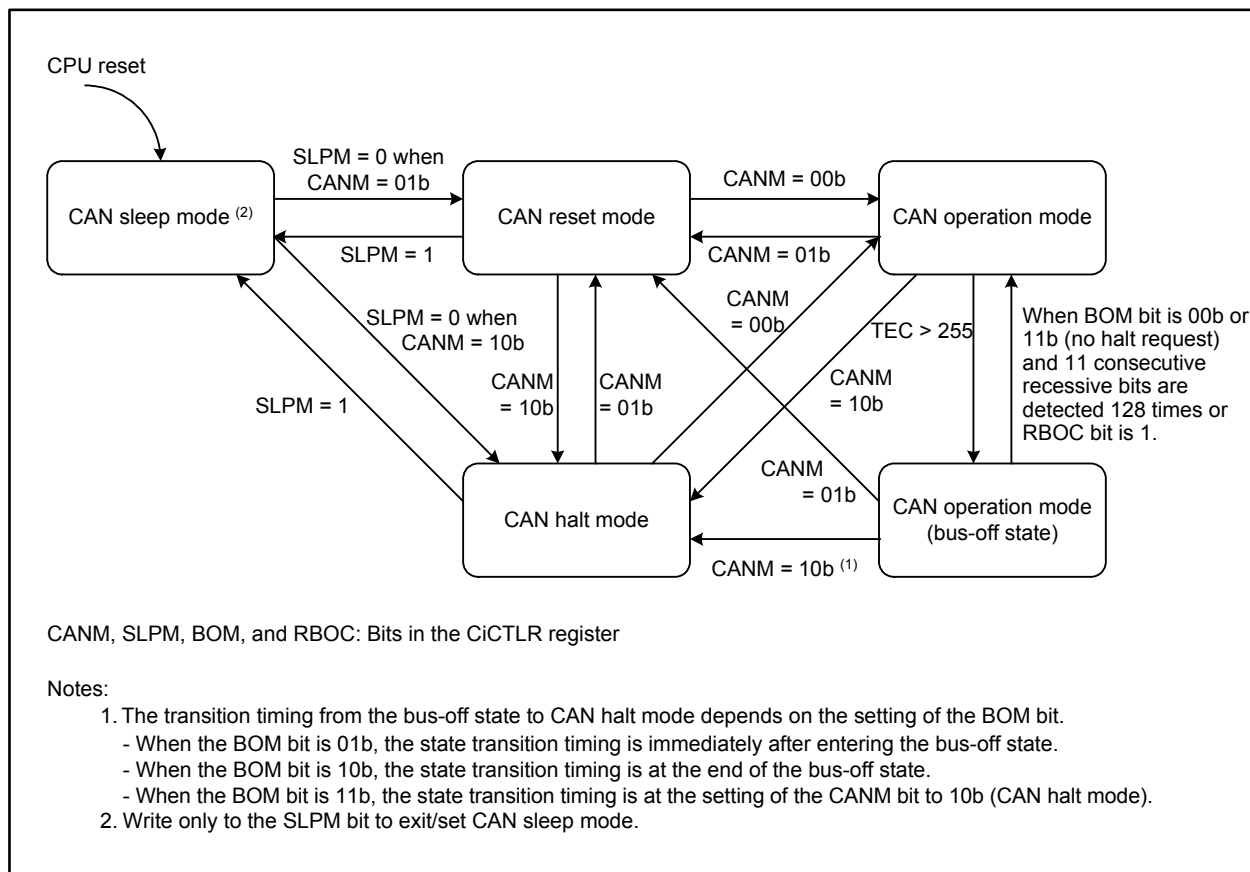 CPU reset
CAN sleep mode (2)
SLPM = 0 when
CANM = 01b
CAN reset mode
CANM = 00b
CAN operation mode
SLPM = 1
CANM = 01b
SLPM = 0 when
CANM = 10b
SLPM = 1
CANM
= 10b
CANM
= 01b
CANM
= 00b
TEC > 255
CANM
= 10b
When BOM bit is 00b or
11b (no halt request)
and 11 consecutive
recessive bits are
detected 128 times or
RBOC bit is 1.
CANM
= 01b
CAN halt mode
CANM = 10b (1)
CAN operation mode
(bus-off state)
CANM, SLPM, BOM, and RBOC: Bits in the CiCTLR register
Notes:
1. The transition timing from the bus-off state to CAN halt mode depends on the setting of the BOM bit.
- When the BOM bit is 01b, the state transition timing is immediately after entering the bus-off state.
- When the BOM bit is 10b, the state transition timing is at the end of the bus-off state.
- When the BOM bit is 11b, the state transition timing is at the setting of the CANM bit to 10b (CAN halt mode).
2. Write only to the SLPM bit to exit/set CAN sleep mode.